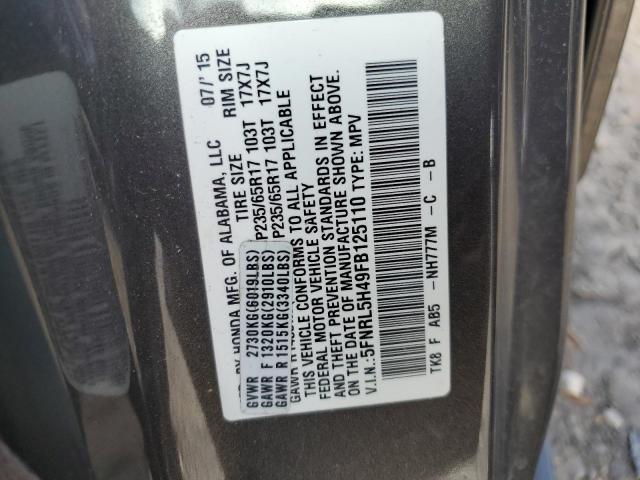 BY HONDA MFG. OF ALABAMA, LLC 07/'15
TIRE SIZE RIM SIZE
GVWR 2730KG(6019LBS)
GAWR F 1320KG(2910LBS) P235/65R17 103T 17X7J
GAWR R 1515KG(3340LBS) P235/65R17 103T 17X7J
GAWR R
THIS VEHICLE CONFORMS TO ALL APPLICABLE
FEDERAL MOTOR VEHICLE SAFETY
AND THEFT PREVENTION STANDARDS IN EFFECT
ON THE DATE OF MANUFACTURE SHOWN ABOVE.
V.I.N.:5FNRL5H49FB125110 TYPE: MPV
TK8 F AB5 -NH777M -C -B